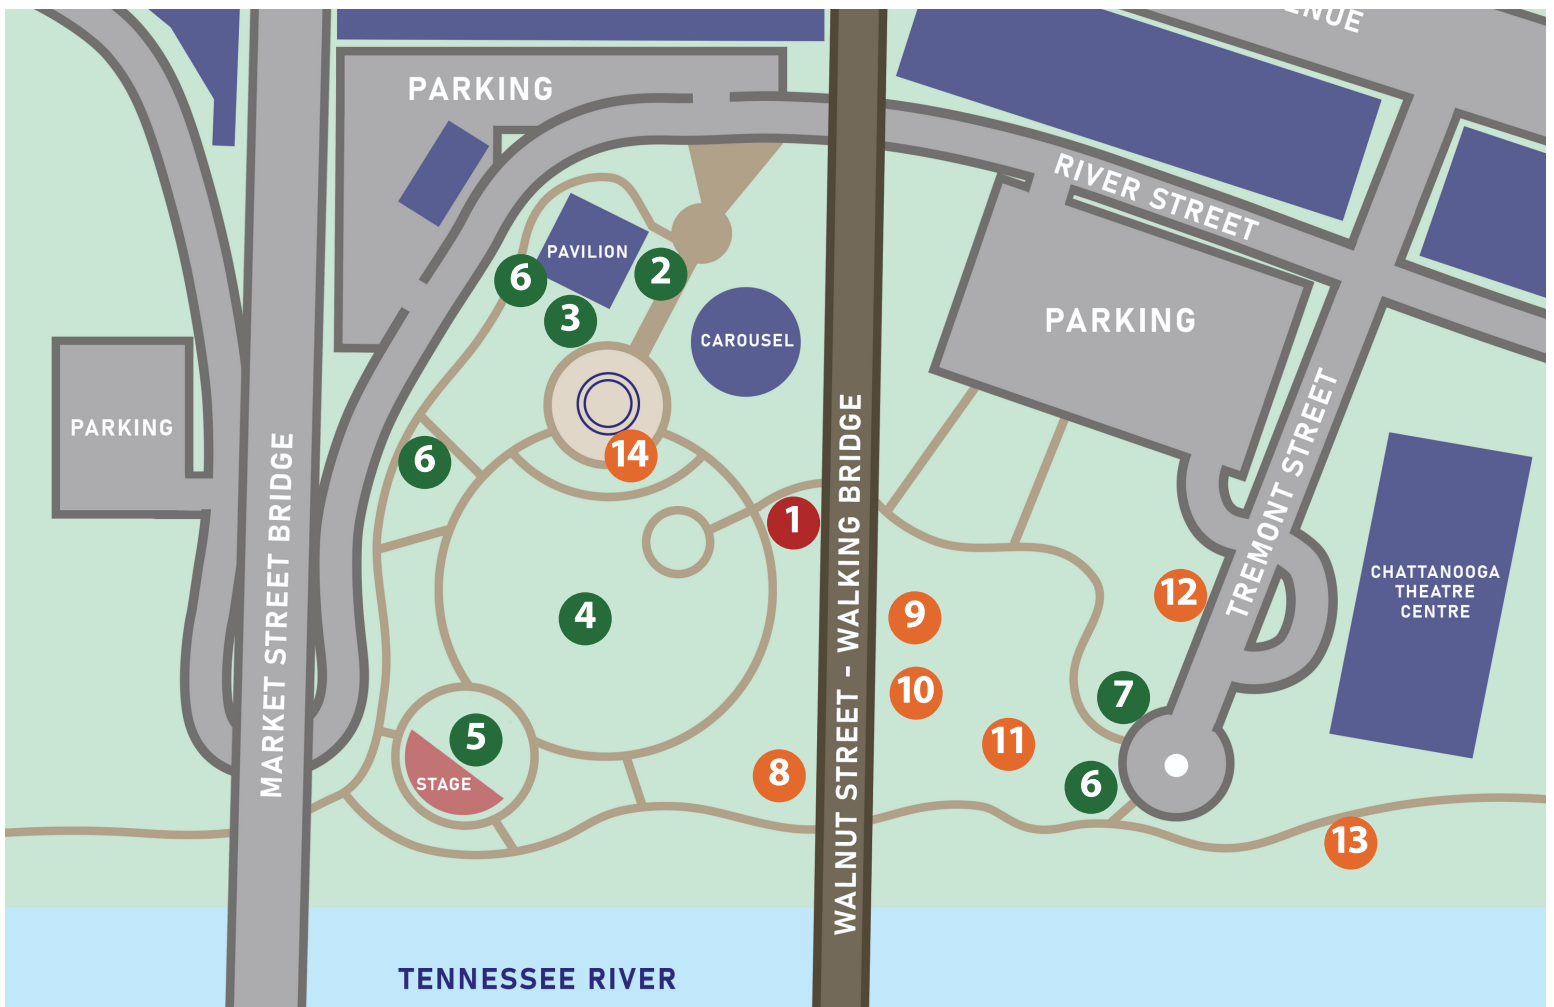 PARKING
RIVER STREET
PAVILION
6
2
3
CAROUSEL
PARKING
PARKING
6
14
MARKET STREET BRIDGE
WALNUT STREET - WALKING BRIDGE
TREMONT STREET
1
4
9
12
CHATTANOOGA
THEATRE
CENTRE
10
7
5
STAGE
11
8
6
13
TENNESSEE RIVER